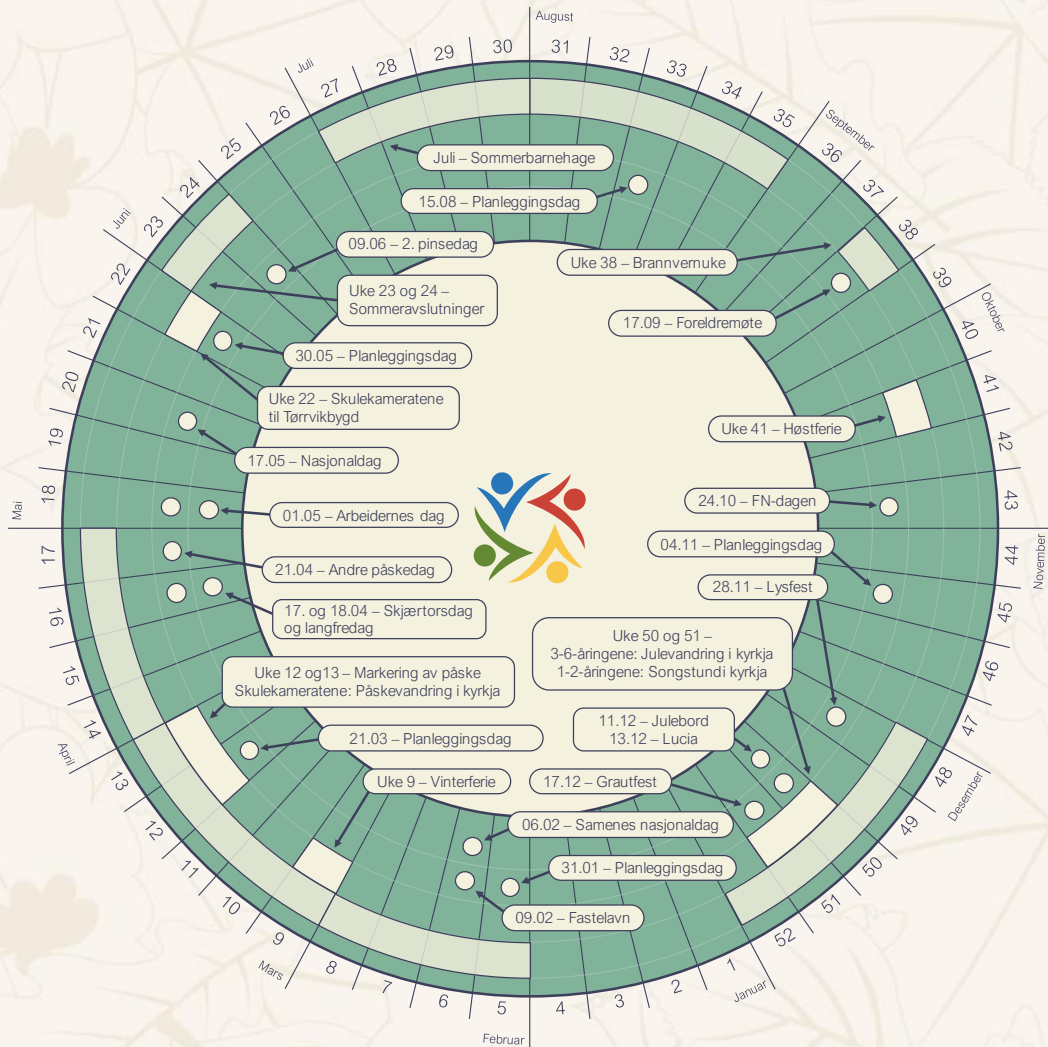 August
31
32
33
34
35
September
36
37
38
39
Oktober
40
41
42
43
November
44
45
46
47
48
Desember
49
50
51
52
Januar
1
2
3
4
Februar
5
6
7
8
Mars
9
10
11
12
13
April
14
15
16
17
Mai
18
19
20
21
22
Juni
23
24
25
26
Juli
27
28
29
30
Juli – Sommerbarnehage
15.08 – Planleggingsdag
09.06 – 2. pinsedag
Uke 23 og 24 –
Sommeravslutninger
30.05 – Planleggingsdag
Uke 22 – Skulekameratene
til Tørrvikbygd
17.05 – Nasjonaldag
01.05 – Arbeidernes dag
21.04 – Andre påskedag
17. og 18.04 – Skjærtorsdag
og langfredag
Uke 12 og13 – Markering av påske
Skulekameratene: Påskevandring i kyrkja
21.03 – Planleggingsdag
Uke 9 – Vinterferie
Uke 38 – Brannvernuke
17.09 – Foreldremøte
Uke 41 – Høstferie
24.10 – FN-dagen
04.11 – Planleggingsdag
28.11 – Lysfest
Uke 50 og 51 –
3-6-åringene: Julevandring i kyrkja
1-2-åringene: Songstund i kyrkja
11.12 – Julebord
13.12 – Lucia
17.12 – Grautfest
06.02 – Samenes nasjonaldag
31.01 – Planleggingsdag
09.02 – Fastelavn